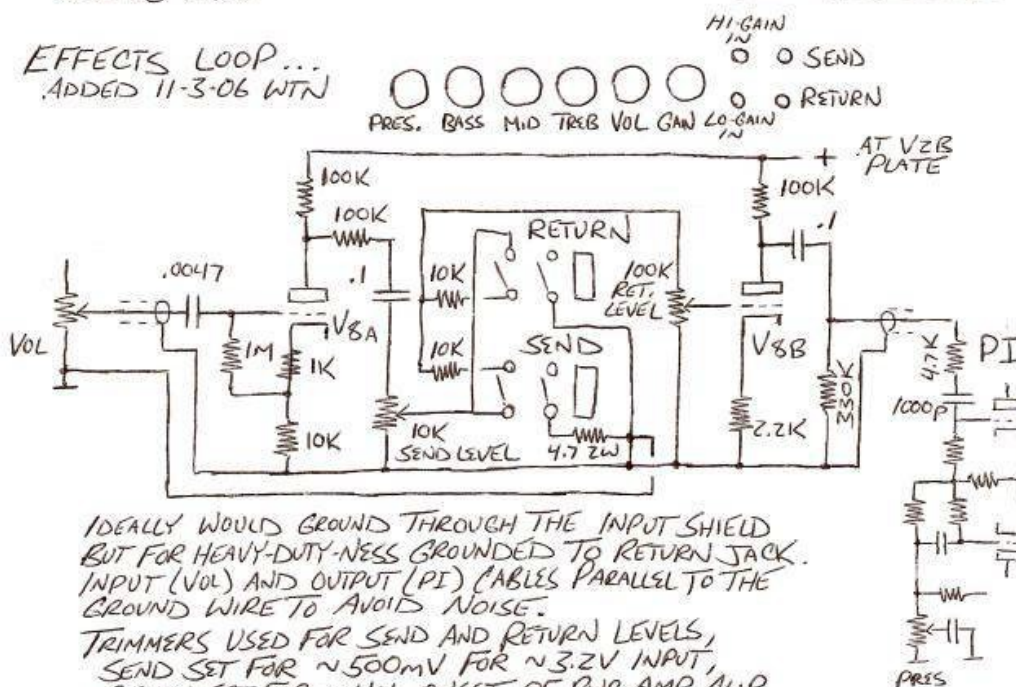 HI-GAIN
IN
SEND
EFFECTS LOOP...
ADDED 11-3-06 WTN
RETURN
PRES. BASS MID TREB VOL GAN LO-GAIN
IN
+ AT V2B
PLATE
100K
100K
100K
.1
RETURN
.0047
.1
10K
100K
RET.
LEVEL
VOL
V8A
V8B
1M
1K
10K
SEND
4.7K
PI
330K
1000P
10K
10K
SEND LEVEL
4.7 2W
2.2K
IDEALLY WOULD GROUND THROUGH THE INPUT SHIELD
BUT FOR HEAVY-DUTY-NESS GROUNDED TO RETURN JACK.
INPUT (VOL) AND OUTPUT (PI) CABLES PARALLEL TO THE
GROUND WIRE TO AVOID NOISE.
TRIMMERS USED FOR SEND AND RETURN LEVELS,
SEND SET FOR ~500mV FOR ~3.2V INPUT,
PRES